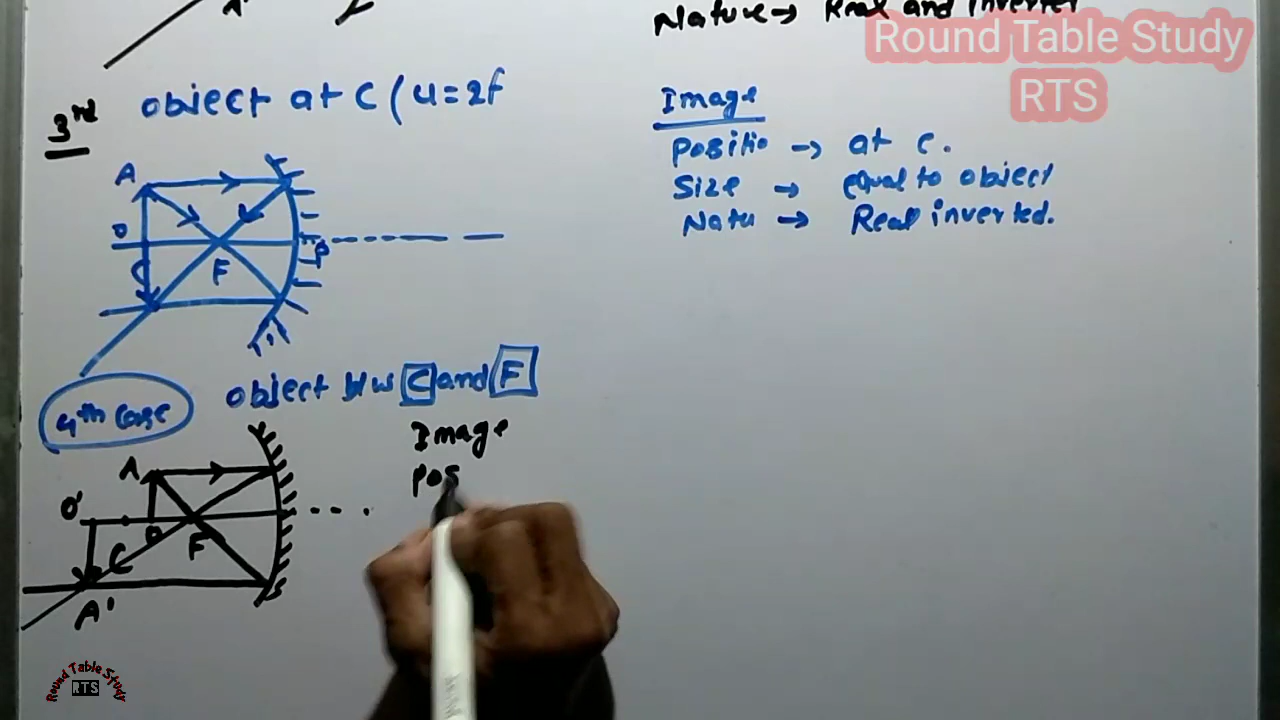 A'
Nature → Real and inverted
Round Table Study
RTS
3rd
object at C (u=2f
Image
Positio → at c.
Size → equal to object
Natu → Real inverted.
A
O
C
F
P
4th case
object b/w C and F
Image
Pos
A
O'
O
C
F
A'
Round Table Study
RTS